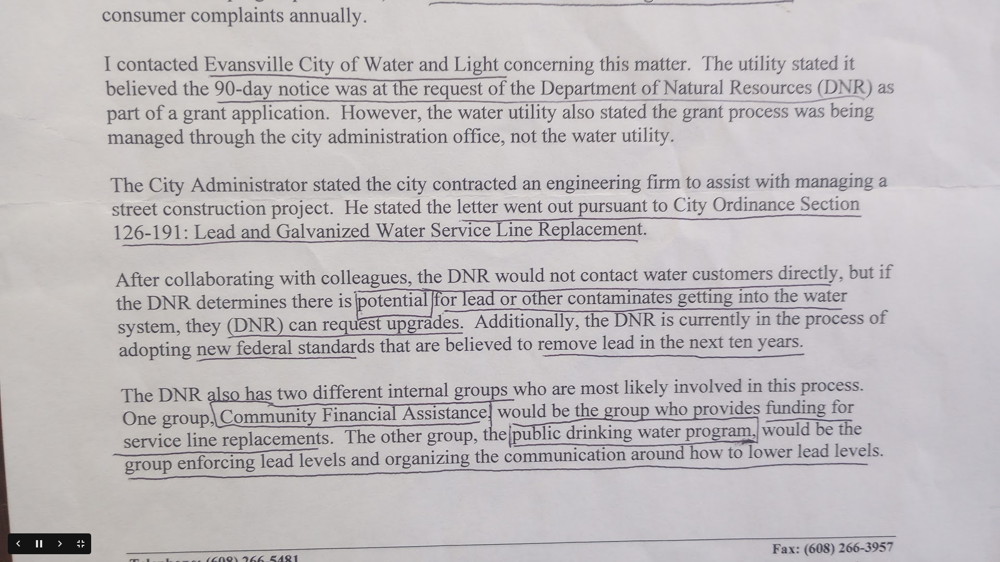 consumer complaints annually.
I contacted Evansville City of Water and Light concerning this matter.  The utility stated it
believed the 90-day notice was at the request of the Department of Natural Resources (DNR) as
part of a grant application.  However, the water utility also stated the grant process was being
managed through the city administration office, not the water utility.
The City Administrator stated the city contracted an engineering firm to assist with managing a
street construction project.  He stated the letter went out pursuant to City Ordinance Section
126-191: Lead and Galvanized Water Service Line Replacement.
After collaborating with colleagues, the DNR would not contact water customers directly, but if
the DNR determines there is potential for lead or other contaminates getting into the water
system, they (DNR) can request upgrades.  Additionally, the DNR is currently in the process of
adopting new federal standards that are believed to remove lead in the next ten years.
The DNR also has two different internal groups who are most likely involved in this process.
One group, Community Financial Assistance, would be the group who provides funding for
service line replacements.  The other group, the public drinking water program, would be the
group enforcing lead levels and organizing the communication around how to lower lead levels.
Fax: (608) 266-3957
Telephone: (608) 266-5481